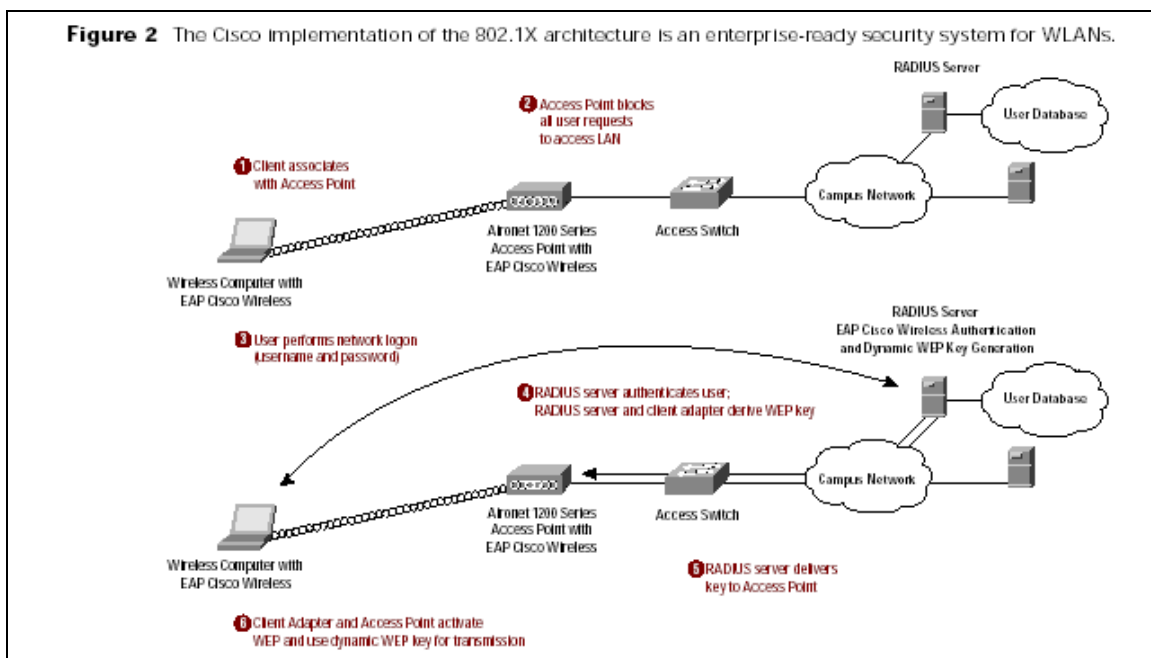 Figure 2 The Cisco implementation of the 802.1X architecture is an enterprise-ready security system for WLANs.
RADIUS Server
User Database
2 Access Point blocks
all user requests
to access LAN
1 Client associates
with Access Point
Campus Network
Aironet 1200 Series
Access Point with
EAP Cisco Wireless
Access Switch
Wireless Computer with
EAP Cisco Wireless
RADIUS Server
EAP Cisco Wireless Authentication
and Dynamic WEP Key Generation
3 User performs network logon
(username and password)
4 RADIUS server authenticates user;
RADIUS server and client adapter derive WEP key
User Database
Campus Network
Aironet 1200 Series
Access Point with
EAP Cisco Wireless
Access Switch
Wireless Computer with
EAP Cisco Wireless
5 RADIUS server delivers
key to Access Point
6 Client Adapter and Access Point activate
WEP and use dynamic WEP key for transmission